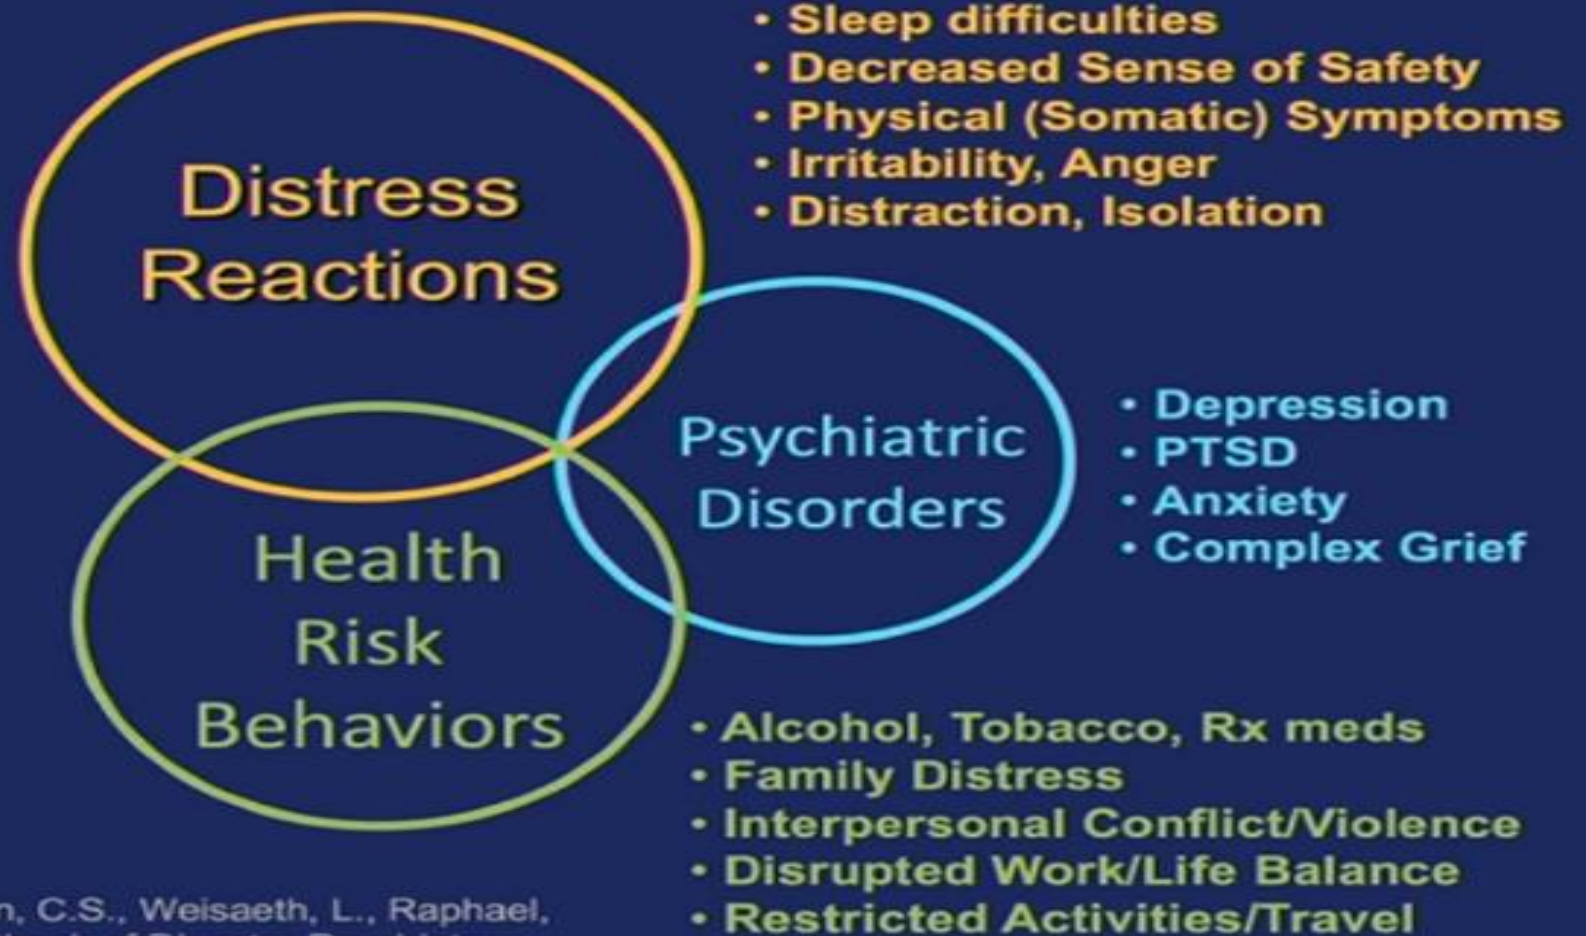 • Sleep difficulties
• Decreased Sense of Safety
• Physical (Somatic) Symptoms
• Irritability, Anger
• Distraction, Isolation
Distress
Reactions
Psychiatric
Disorders
• Depression
• PTSD
• Anxiety
• Complex Grief
Health
Risk
Behaviors
• Alcohol, Tobacco, Rx meds
• Family Distress
• Interpersonal Conflict/Violence
• Disrupted Work/Life Balance
• Restricted Activities/Travel
C.S., Weisaeth, L., Raphael,